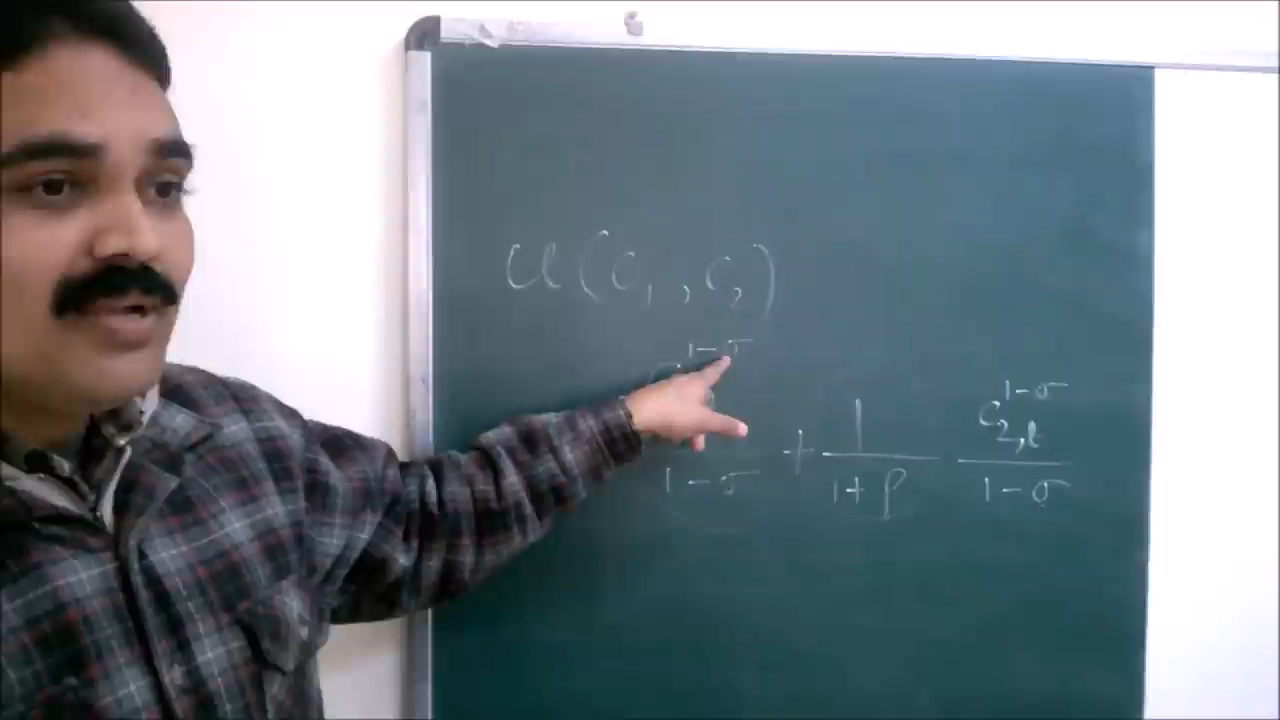 U(C₁, C₂)
1-σ
1-σ + 1/(1+ρ) C₂,t^(1-σ)/(1-σ)